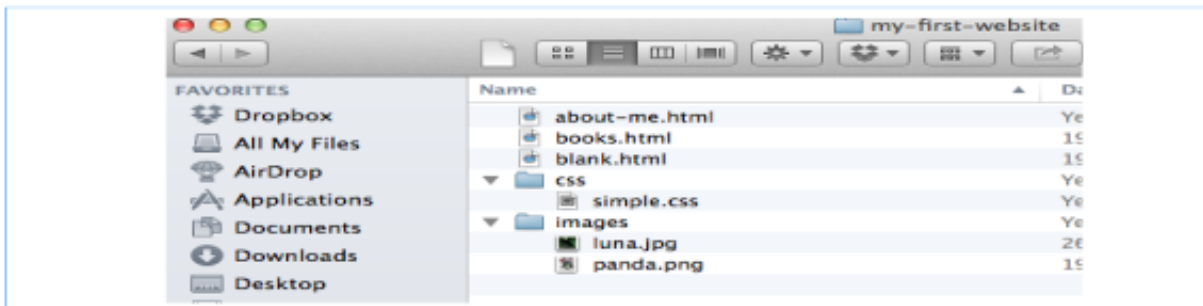 my-first-website
FAVORITES
Dropbox
All My Files
AirDrop
Applications
Documents
Downloads
Desktop
Name
about-me.html
books.html
blank.html
css
simple.css
images
luna.jpg
panda.png